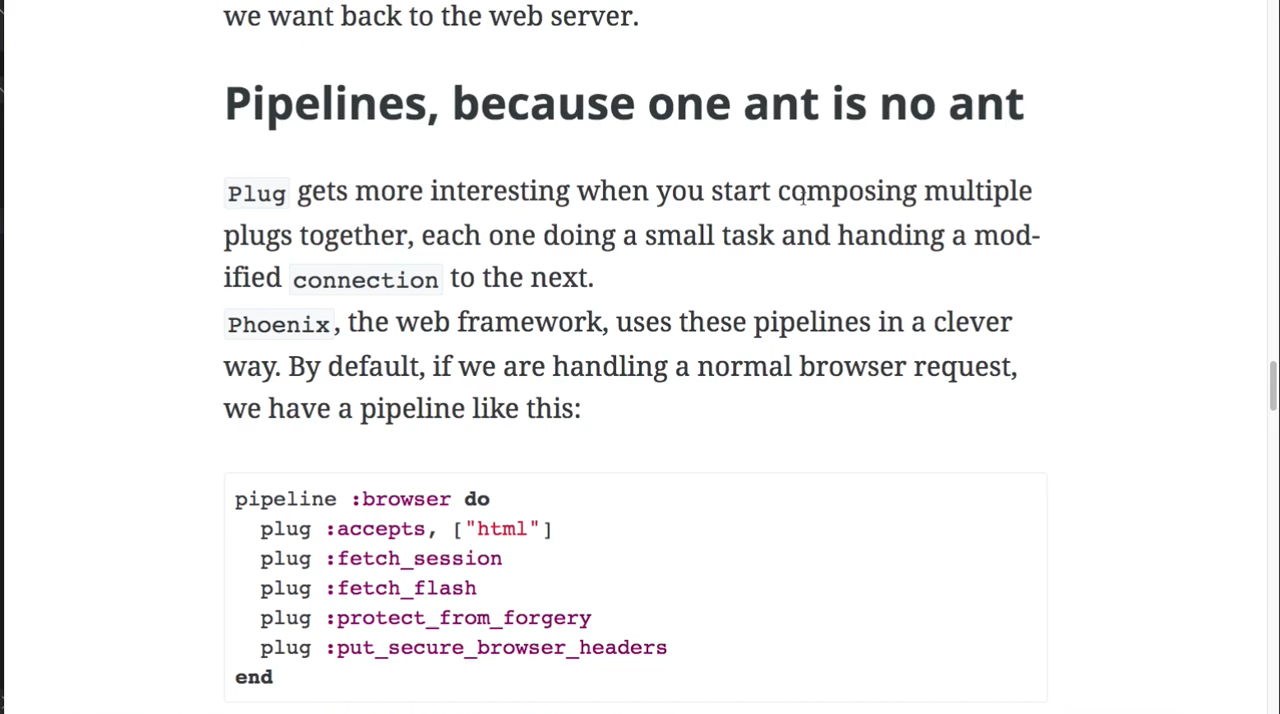 we want back to the web server.
Pipelines, because one ant is no ant
Plug gets more interesting when you start composing multiple
plugs together, each one doing a small task and handing a mod-
ified connection to the next.
Phoenix, the web framework, uses these pipelines in a clever
way. By default, if we are handling a normal browser request,
we have a pipeline like this:
pipeline :browser do
  plug :accepts, ["html"]
  plug :fetch_session
  plug :fetch_flash
  plug :protect_from_forgery
  plug :put_secure_browser_headers
end